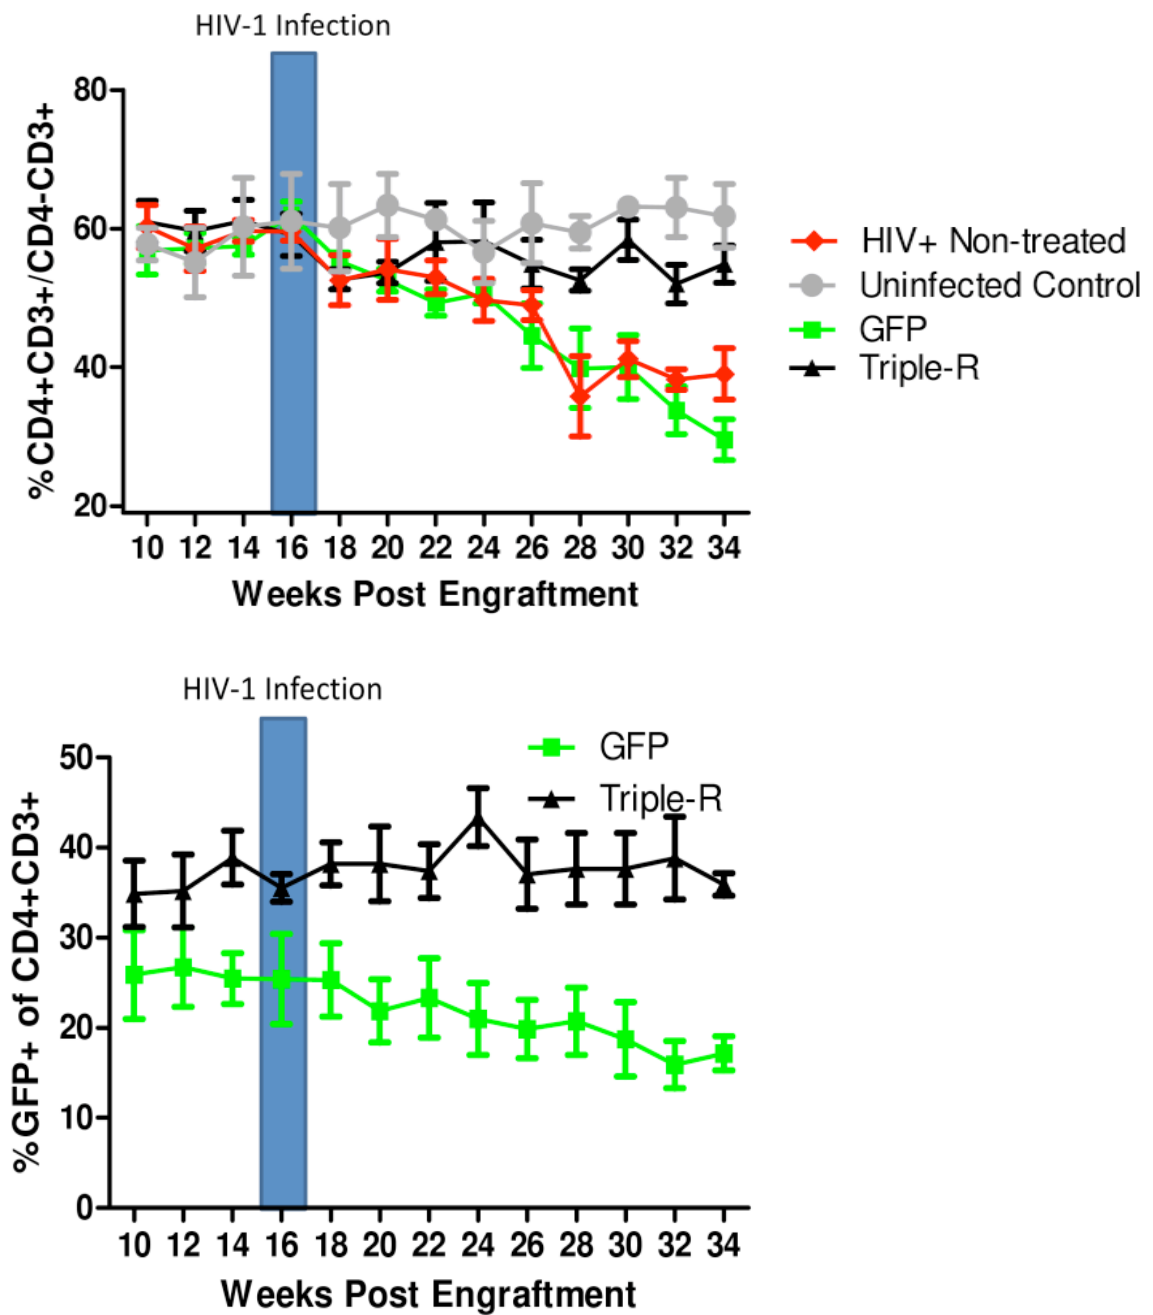 HIV-1 Infection
%CD4+CD3+/CD4-CD3+
80
60
40
20
10 12 14 16 18 20 22 24 26 28 30 32 34
Weeks Post Engraftment
HIV+ Non-treated
Uninfected Control
GFP
Triple-R
HIV-1 Infection
%GFP+ of CD4+CD3+
50
40
30
20
10
0
GFP
Triple-R
10 12 14 16 18 20 22 24 26 28 30 32 34
Weeks Post Engraftment